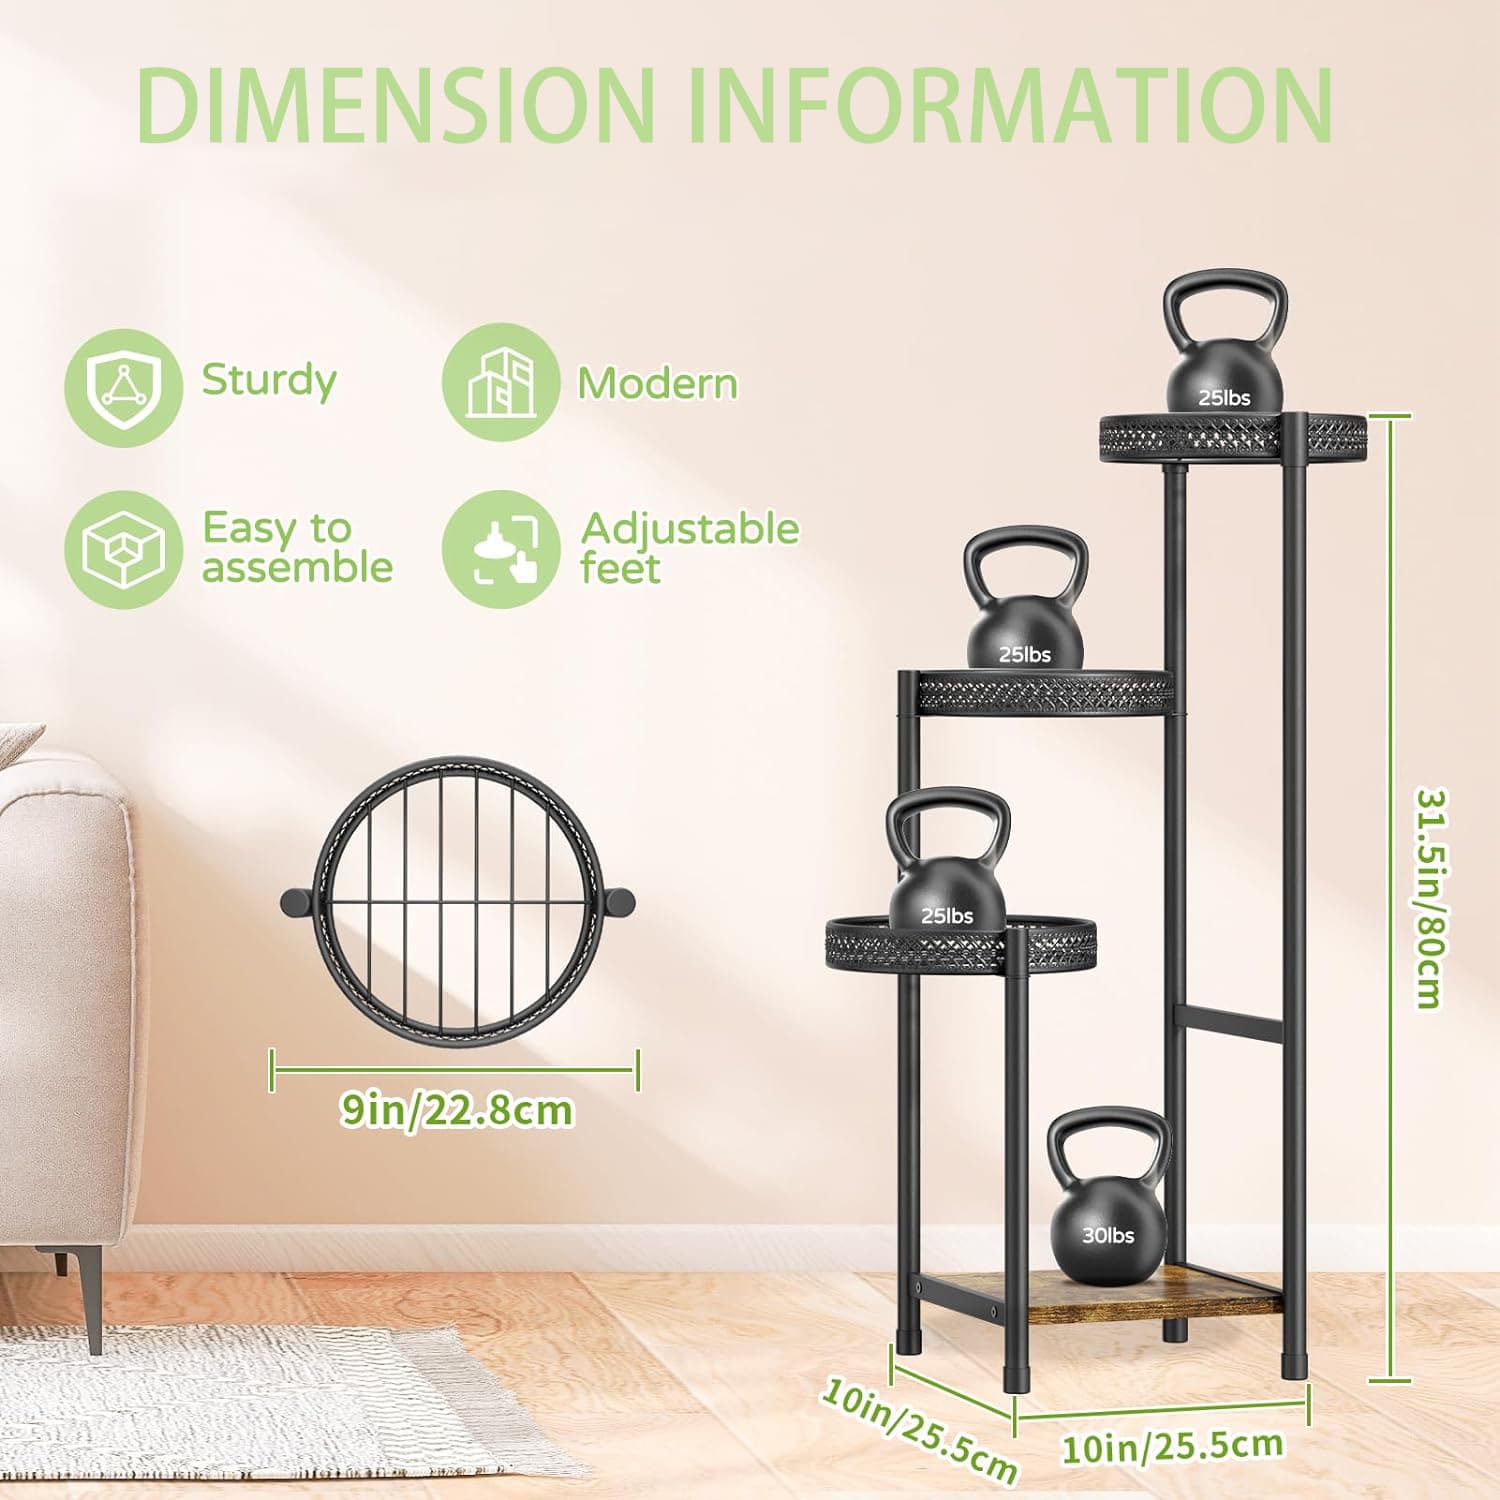 DIMENSION INFORMATION
Sturdy
Modern
Easy to
assemble
Adjustable
feet
25lbs
25lbs
25lbs
30lbs
9in/22.8cm
31.5in/80cm
10in/25.5cm
10in/25.5cm